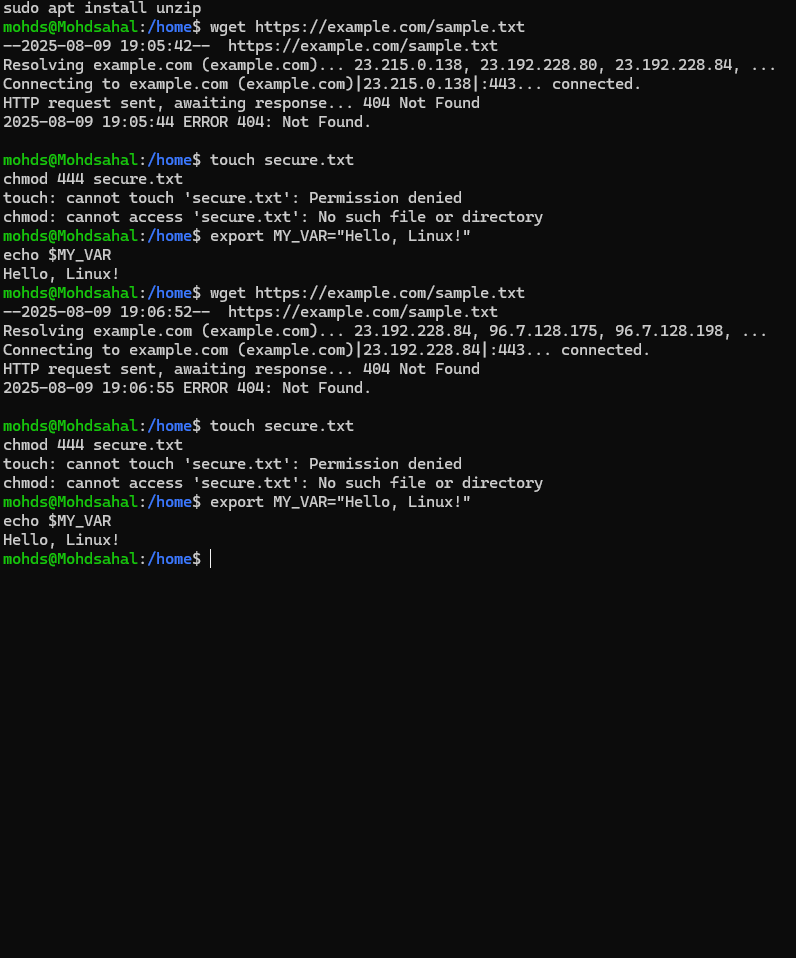 sudo apt install unzip
mohds@Mohdsahal:/home$ wget https://example.com/sample.txt
--2025-08-09 19:05:42--  https://example.com/sample.txt
Resolving example.com (example.com)... 23.215.0.138, 23.192.228.80, 23.192.228.84, ...
Connecting to example.com (example.com)|23.215.0.138|:443... connected.
HTTP request sent, awaiting response... 404 Not Found
2025-08-09 19:05:44 ERROR 404: Not Found.

mohds@Mohdsahal:/home$ touch secure.txt
chmod 444 secure.txt
touch: cannot touch 'secure.txt': Permission denied
chmod: cannot access 'secure.txt': No such file or directory
mohds@Mohdsahal:/home$ export MY_VAR="Hello, Linux!"
echo $MY_VAR
Hello, Linux!
mohds@Mohdsahal:/home$ wget https://example.com/sample.txt
--2025-08-09 19:06:52--  https://example.com/sample.txt
Resolving example.com (example.com)... 23.192.228.84, 96.7.128.175, 96.7.128.198, ...
Connecting to example.com (example.com)|23.192.228.84|:443... connected.
HTTP request sent, awaiting response... 404 Not Found
2025-08-09 19:06:55 ERROR 404: Not Found.

mohds@Mohdsahal:/home$ touch secure.txt
chmod 444 secure.txt
touch: cannot touch 'secure.txt': Permission denied
chmod: cannot access 'secure.txt': No such file or directory
mohds@Mohdsahal:/home$ export MY_VAR="Hello, Linux!"
echo $MY_VAR
Hello, Linux!
mohds@Mohdsahal:/home$